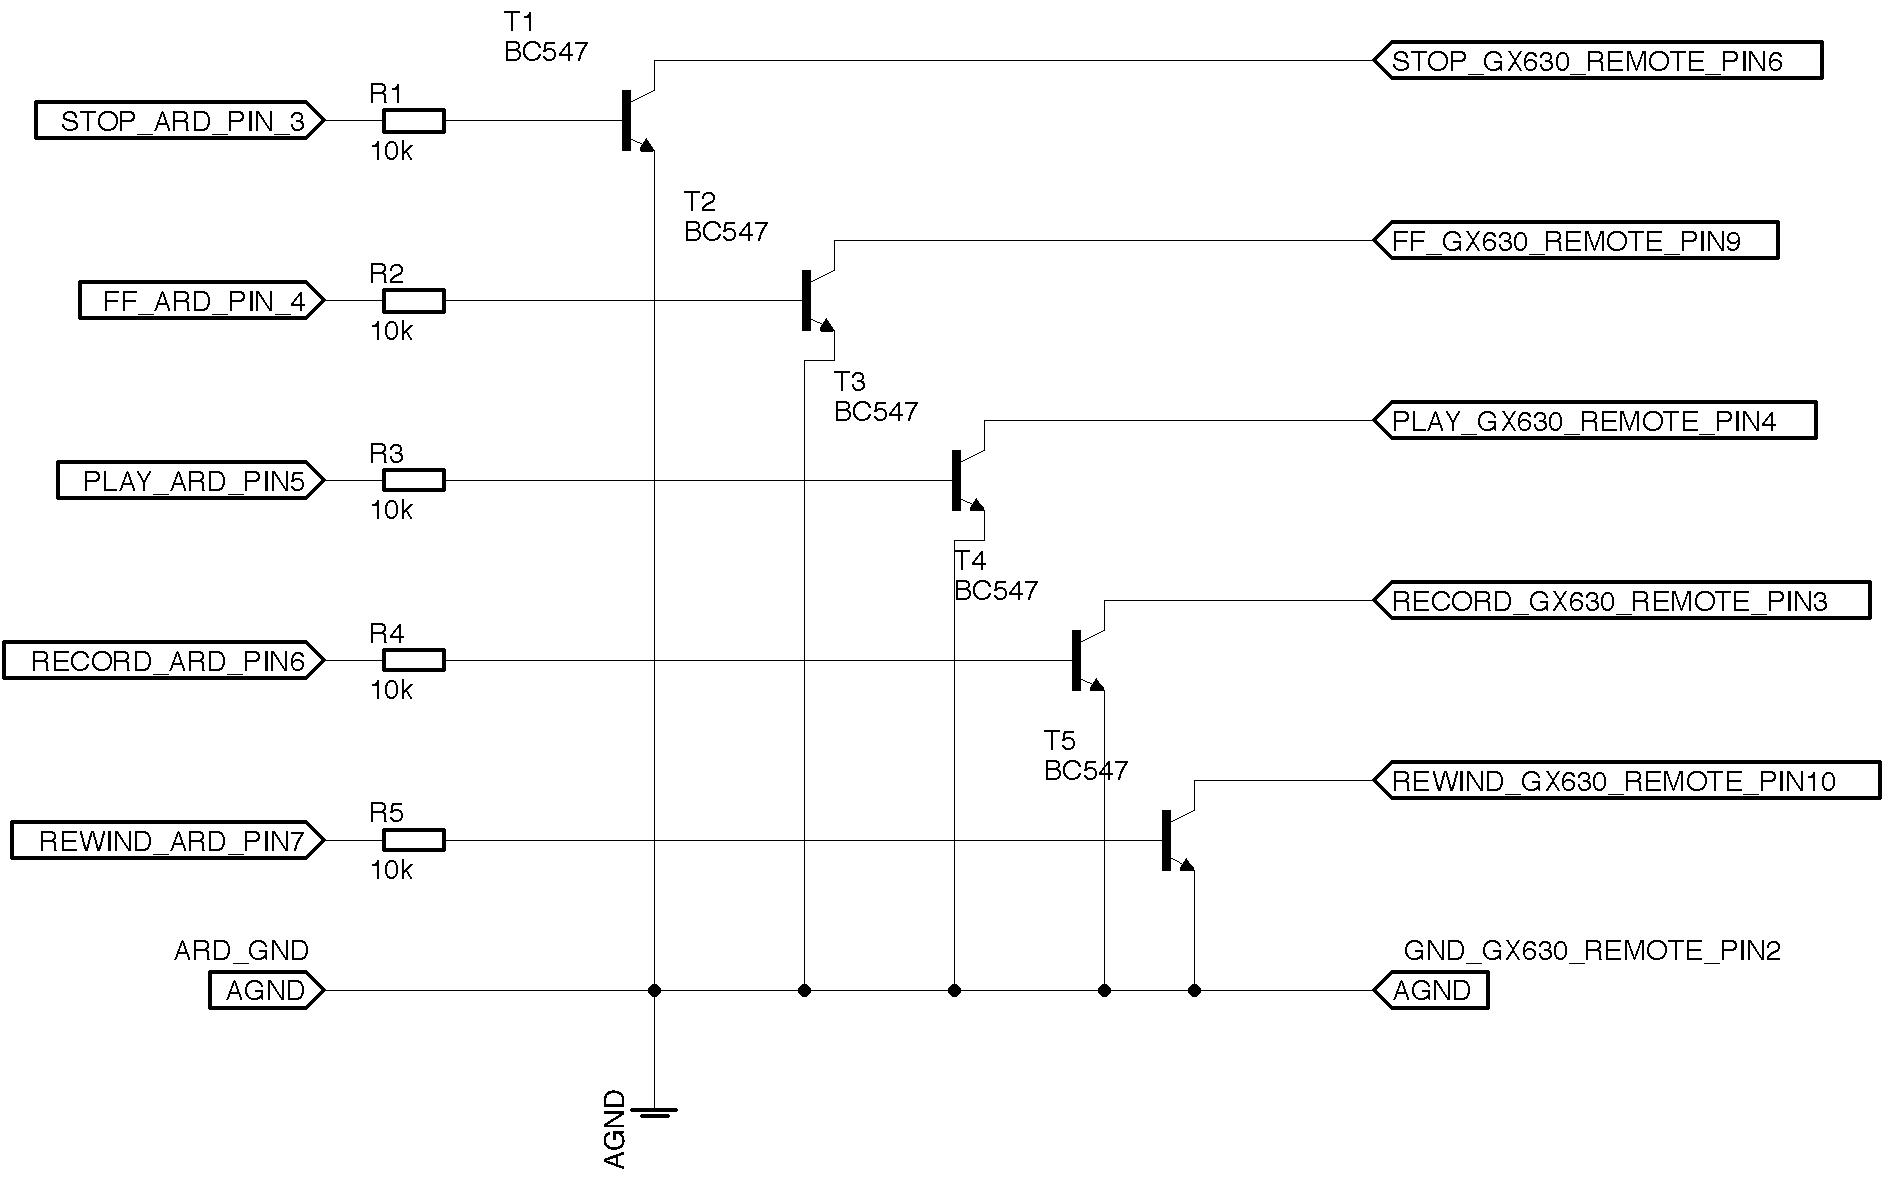 T1
BC547
STOP_GX630_REMOTE_PIN6
R1
STOP_ARD_PIN_3
10k
T2
BC547
FF_GX630_REMOTE_PIN9
R2
FF_ARD_PIN_4
10k
T3
BC547
PLAY_GX630_REMOTE_PIN4
R3
PLAY_ARD_PIN5
10k
T4
BC547
RECORD_GX630_REMOTE_PIN3
R4
RECORD_ARD_PIN6
10k
T5
BC547
REWIND_GX630_REMOTE_PIN10
R5
REWIND_ARD_PIN7
10k
ARD_GND
GND_GX630_REMOTE_PIN2
AGND
AGND
AGND